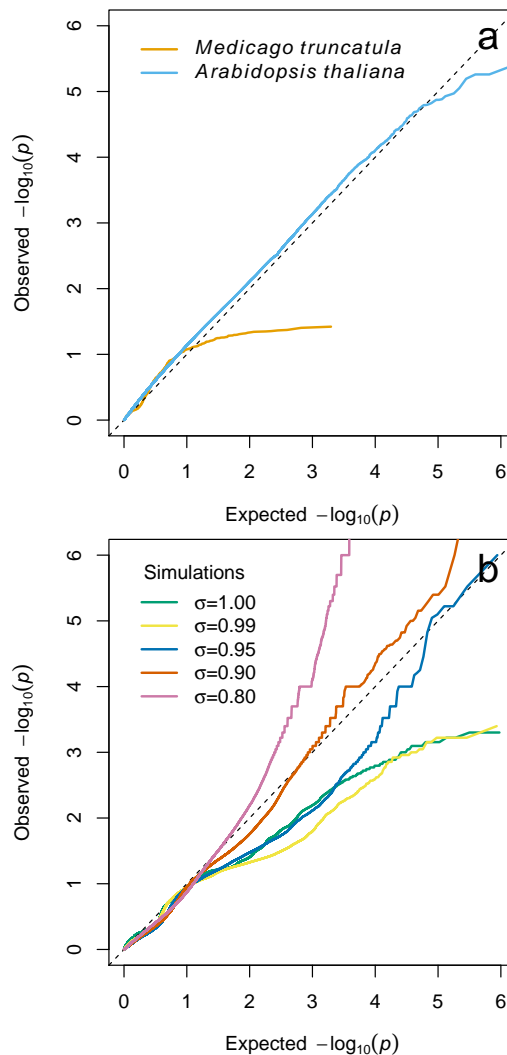 a
Medicago truncatula
Arabidopsis thaliana
6
5
4
3
2
1
0
Observed −log₁₀(p)
0 1 2 3 4 5 6
Expected −log₁₀(p)
b
Simulations
σ=1.00
σ=0.99
σ=0.95
σ=0.90
σ=0.80
6
5
4
3
2
1
0
Observed −log₁₀(p)
0 1 2 3 4 5 6
Expected −log₁₀(p)